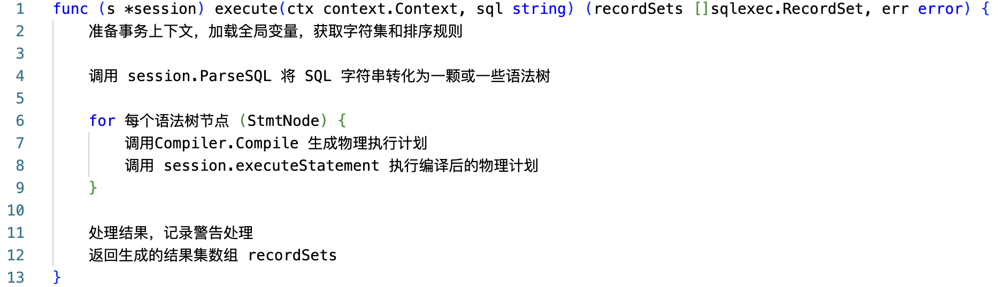 1 func (s *session) execute(ctx context.Context, sql string) (recordSets []sqlexec.RecordSet, err error) {
2 准备事务上下文，加载全局变量，获取字符集和排序规则
3
4 调用 session.ParseSQL 将 SQL 字符串转化为一颗或一些语法树
5
6 for 每个语法树节点 (StmtNode) {
7 调用Compiler.Compile 生成物理执行计划
8 调用 session.executeStatement 执行编译后的物理计划
9 }
10
11 处理结果，记录警告处理
12 返回生成的结果集数组 recordSets
13 }